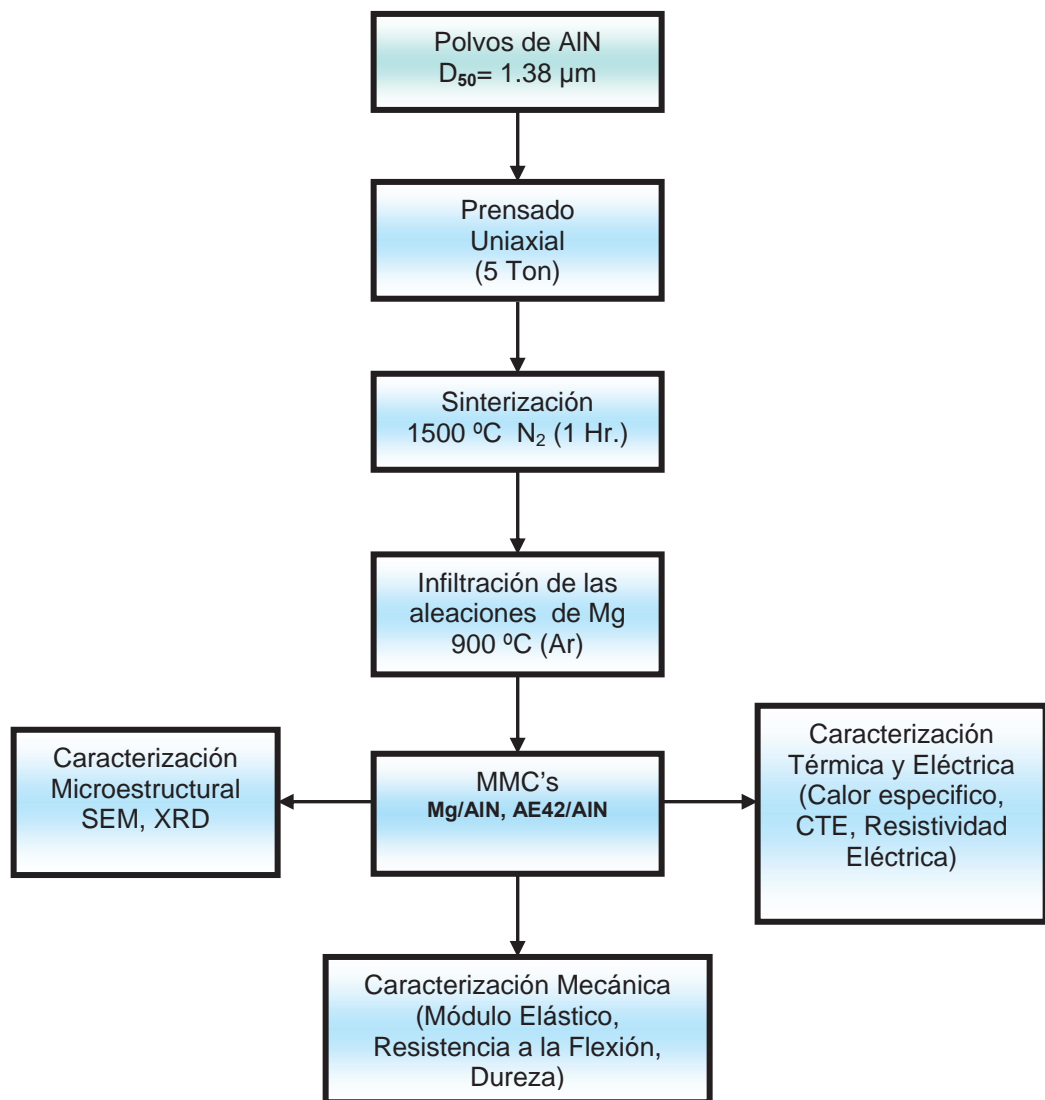 Polvos de AlN
D₅₀= 1.38 µm
Prensado
Uniaxial
(5 Ton)
Sinterización
1500 ºC N₂ (1 Hr.)
Infiltración de las
aleaciones de Mg
900 ºC (Ar)
Caracterización
Microestructural
SEM, XRD
MMC's
Mg/AlN, AE42/AlN
Caracterización
Térmica y Eléctrica
(Calor especifico,
CTE, Resistividad
Eléctrica)
Caracterización Mecánica
(Módulo Elástico,
Resistencia a la Flexión,
Dureza)